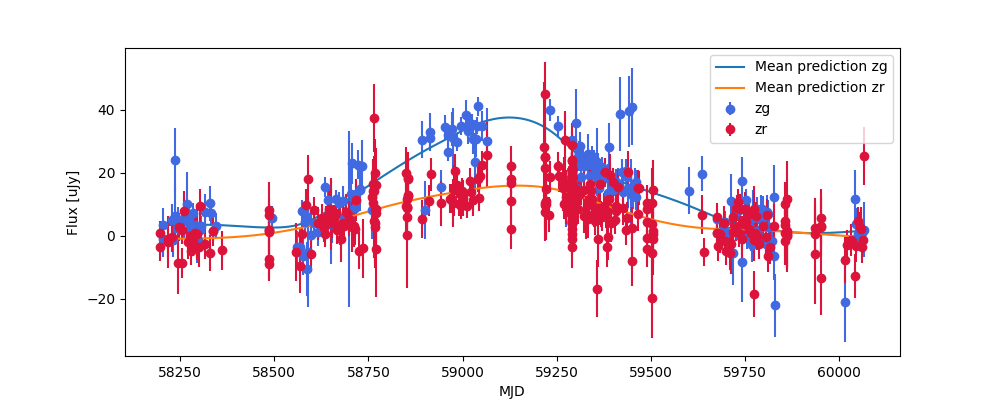 Flux [uJy]
40
20
0
−20
58250 58500 58750 59000 59250 59500 59750 60000
MJD
Mean prediction zg
Mean prediction zr
zg
zr